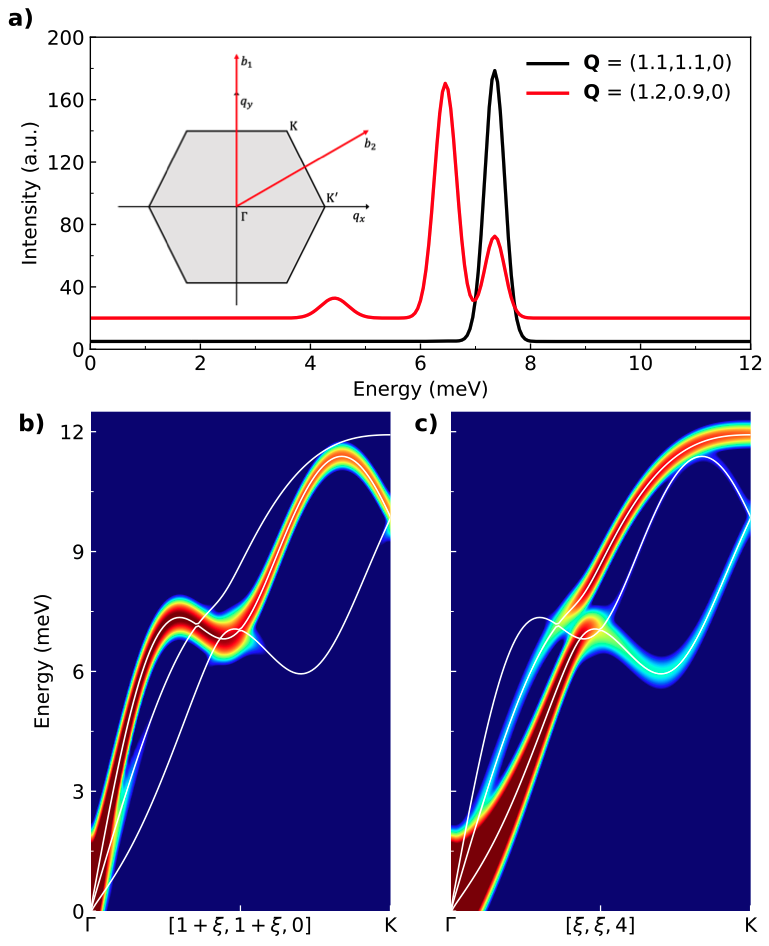 a)
200
160
120
80
40
0
Intensity (a.u.)
0 2 4 6 8 10 12
Energy (meV)
Q = (1.1,1.1,0)
Q = (1.2,0.9,0)
b₁
q_y
K
b₂
K'
Γ
q_x
b)
12
9
6
3
0
Energy (meV)
Γ [1 + ξ, 1 + ξ, 0] K
c)
Γ [ξ, ξ, 4] K